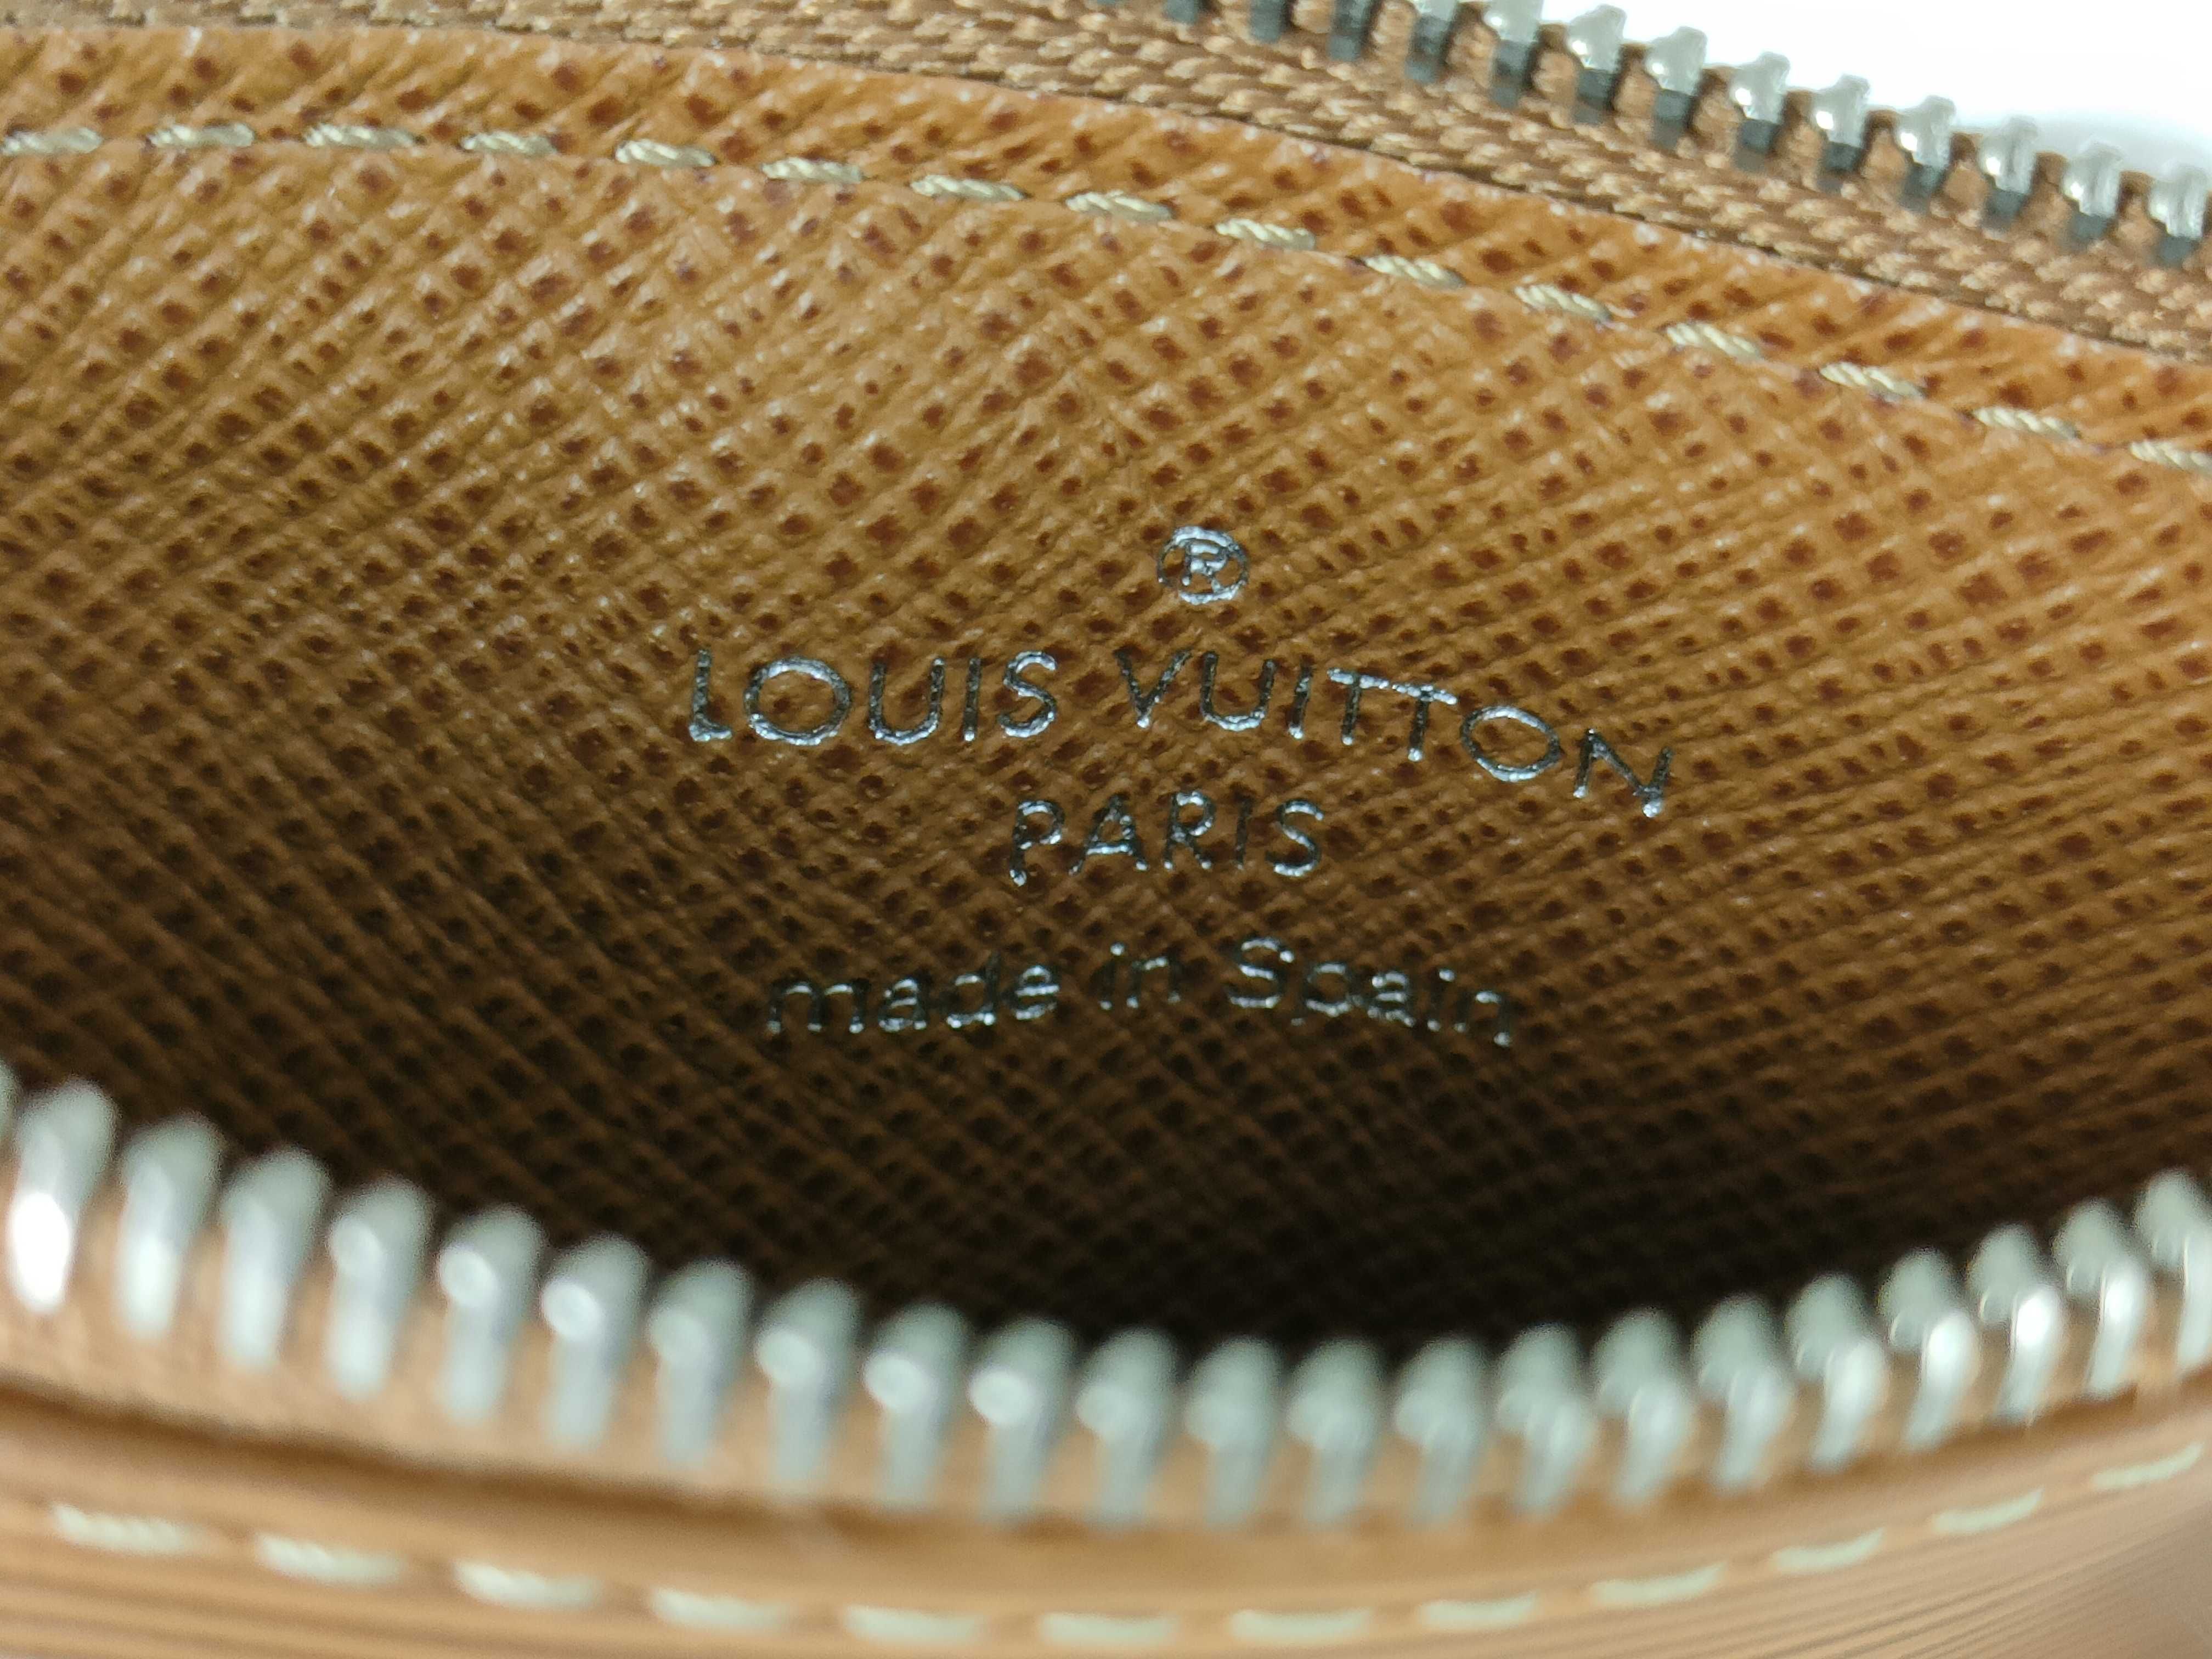 ®
LOUIS VUITTON
PARIS
made in Spain